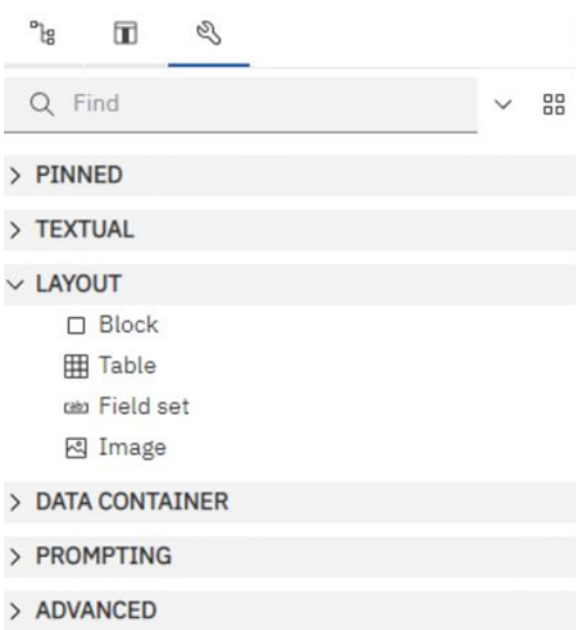 Find
PINNED
TEXTUAL
LAYOUT
Block
Table
Field set
Image
DATA CONTAINER
PROMPTING
ADVANCED